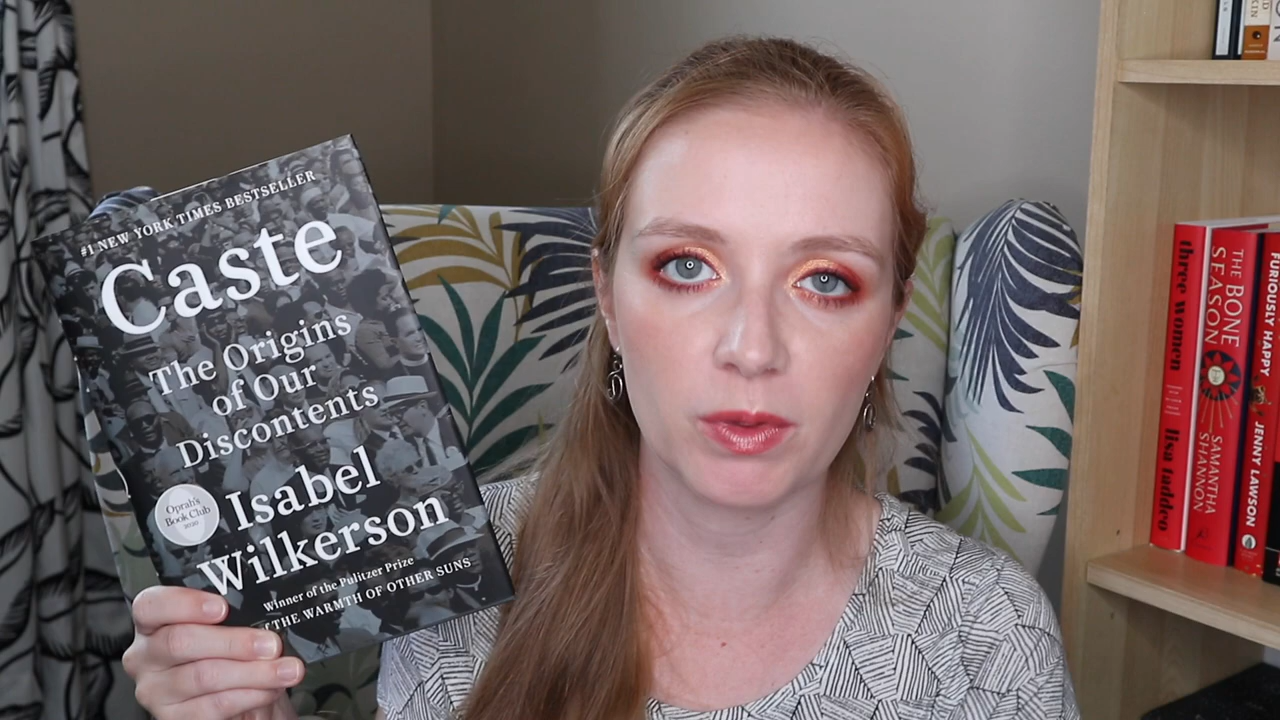 #1 NEW YORK TIMES BESTSELLER
Caste
The Origins
of Our
Discontents
Oprah's
Book Club
2020
Isabel
Wilkerson
Winner of the Pulitzer Prize
THE WARMTH OF OTHER SUNS
three women
lisa taddeo
THE BONE
SEASON
SAMANTHA
SHANNON
FURIOUSLY HAPPY
JENNY LAWSON